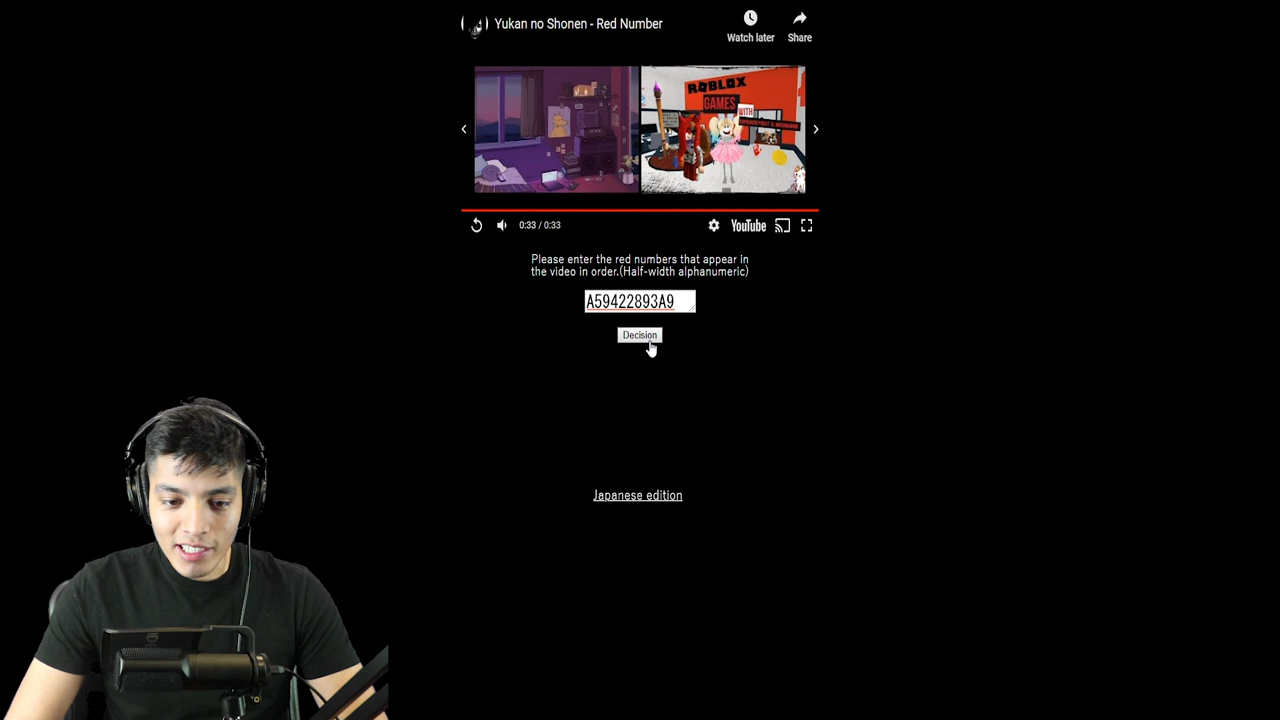 Yukan no Shonen - Red Number
Watch later
Share
ROBLOX
GAMES
WITH
0:33 / 0:33
YouTube
Please enter the red numbers that appear in
the video in order.(Half-width alphanumeric)
A59422893A9
Decision
Japanese edition